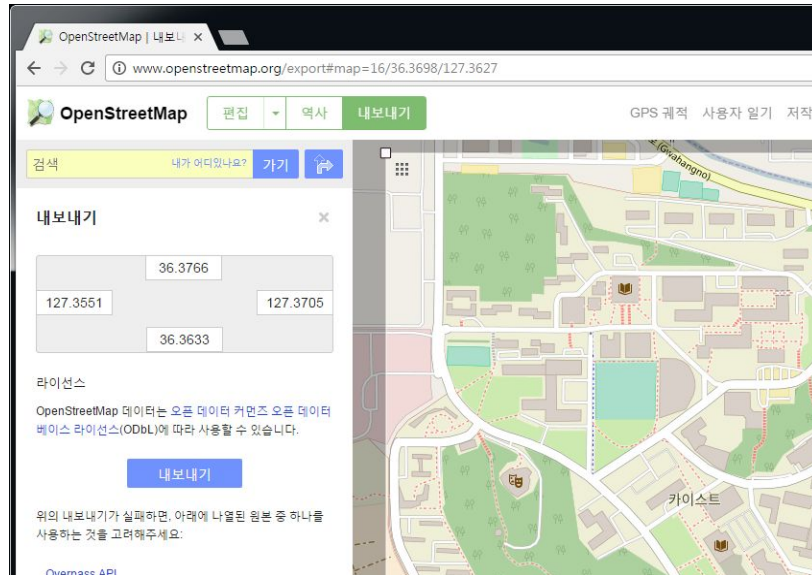 OpenStreetMap | 내보니
www.openstreetmap.org/export#map=16/36.3698/127.3627
OpenStreetMap 편집 역사 내보내기 GPS 궤적 사용자 일기 저작
검색 내가 어디있나요? 가기
(Gwahangno)
내보내기
36.3766
127.3551 127.3705
36.3633
라이선스
OpenStreetMap 데이터는 오픈 데이터 커먼즈 오픈 데이터
베이스 라이선스(ODbL)에 따라 사용할 수 있습니다.
내보내기
카이스트
위의 내보내기가 실패하면, 아래에 나열된 원본 중 하나를
사용하는 것을 고려해주세요:
Overpass API